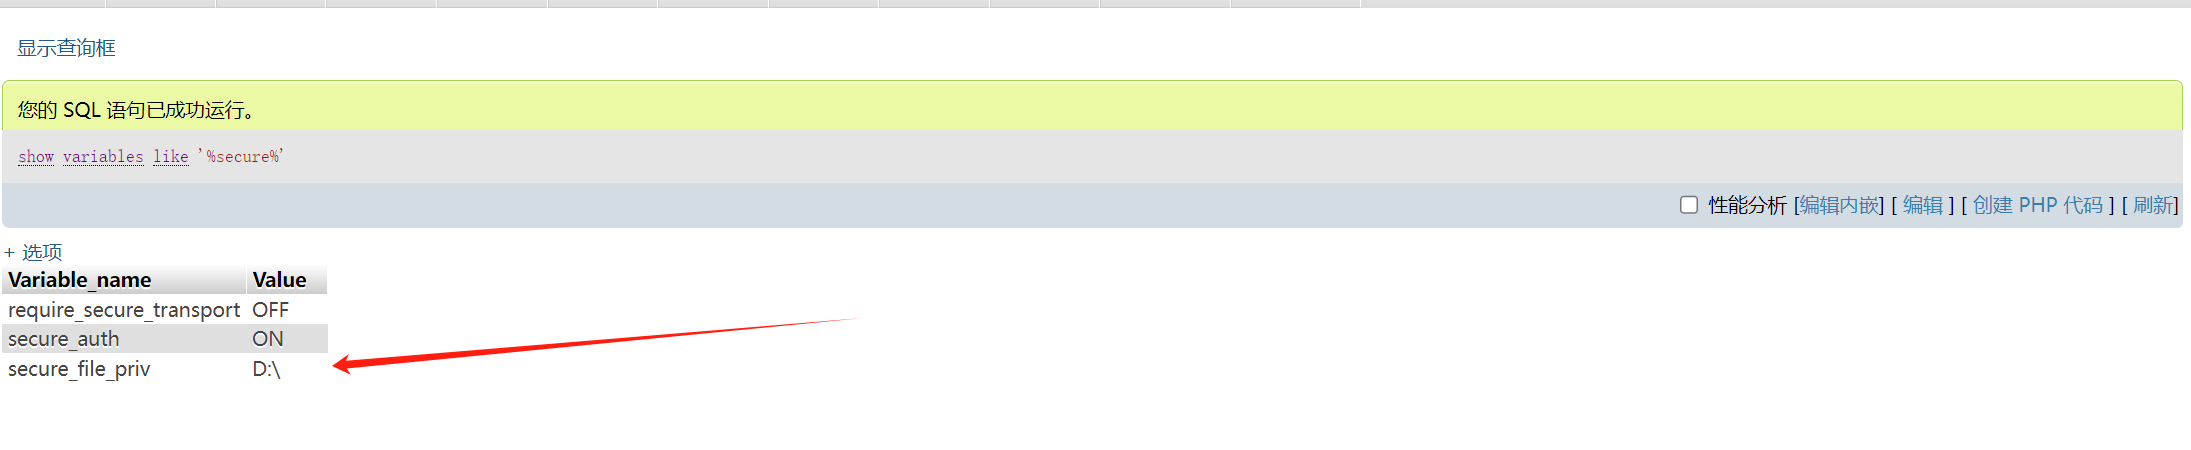 显示查询框
您的 SQL 语句已成功运行。
show variables like '%secure%'
性能分析 [编辑内嵌] [ 编辑 ] [ 创建 PHP 代码 ] [ 刷新]
+ 选项
Variable_name Value
require_secure_transport OFF
secure_auth ON
secure_file_priv D:\